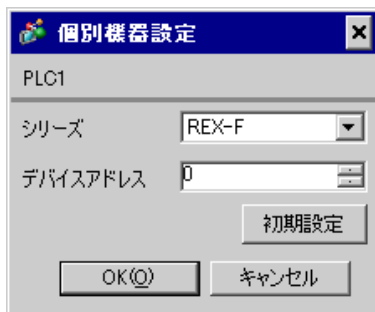 個別機器設定
PLC1
シリーズ REX-F
デバイスアドレス 0
初期設定
OK(O) キャンセル